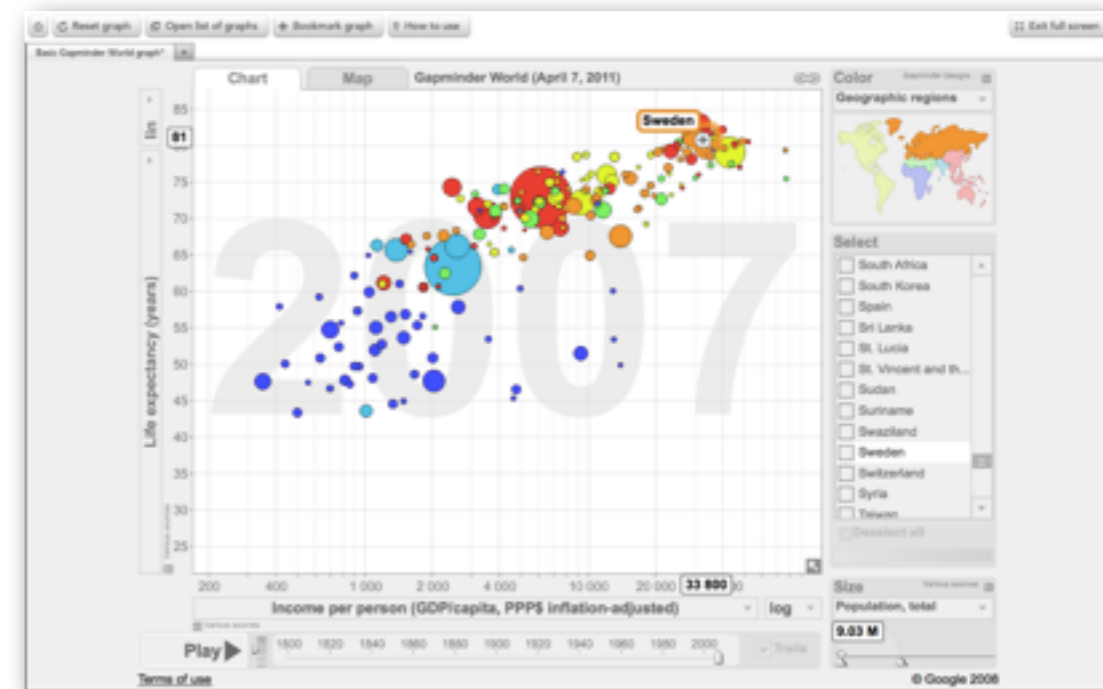 Reset graph Open list of graphs Bookmark graph How to use Exit full screen
Basic Gapminder World graph*
Chart Map Gapminder World (April 7, 2011)
Color
Geographic regions
lin
Life expectancy (years)
85
81
75
70
65
60
55
50
45
40
35
30
25
Sweden
2007
Select
South Africa
South Korea
Spain
Sri Lanka
St. Lucia
St. Vincent and th...
Sudan
Suriname
Swaziland
Sweden
Switzerland
Syria
Taiwan
Deselect all
200 400 1 000 2 000 4 000 10 000 20 000 33 800
Income per person (GDP/capita, PPP$ inflation-adjusted) log
Various sources
Size
Various sources
Population, total
9.03 M
Play 1800 1820 1840 1860 1880 1900 1920 1940 1960 1980 2000 Trails
Terms of use
© Google 2008